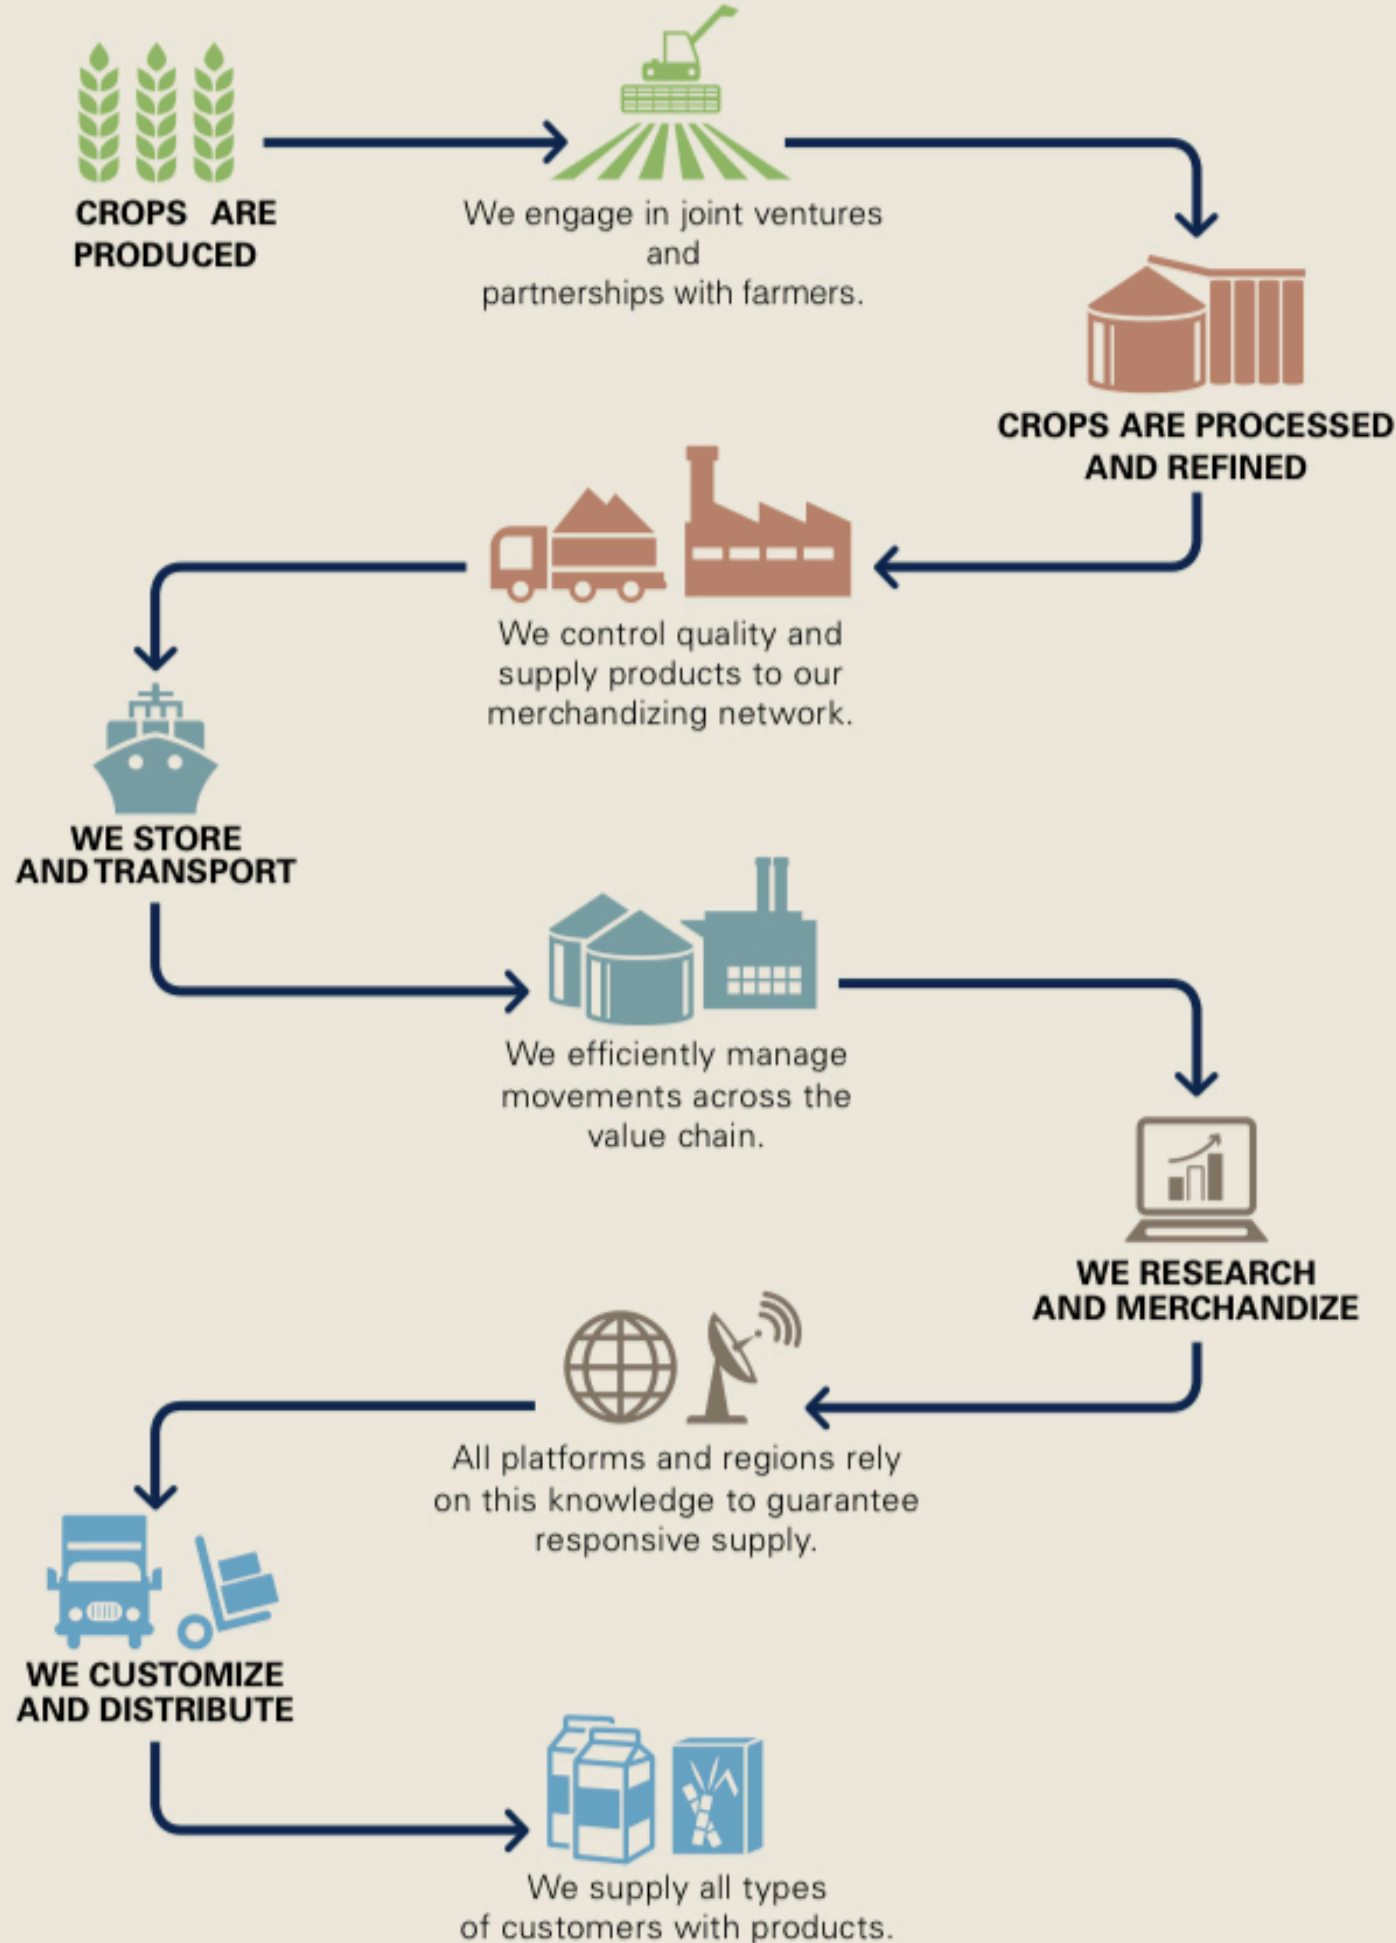 CROPS ARE
PRODUCED
We engage in joint ventures
and
partnerships with farmers.
CROPS ARE PROCESSED
AND REFINED
We control quality and
supply products to our
merchandizing network.
WE STORE
AND TRANSPORT
We efficiently manage
movements across the
value chain.
WE RESEARCH
AND MERCHANDIZE
All platforms and regions rely
on this knowledge to guarantee
responsive supply.
WE CUSTOMIZE
AND DISTRIBUTE
We supply all types
of customers with products.